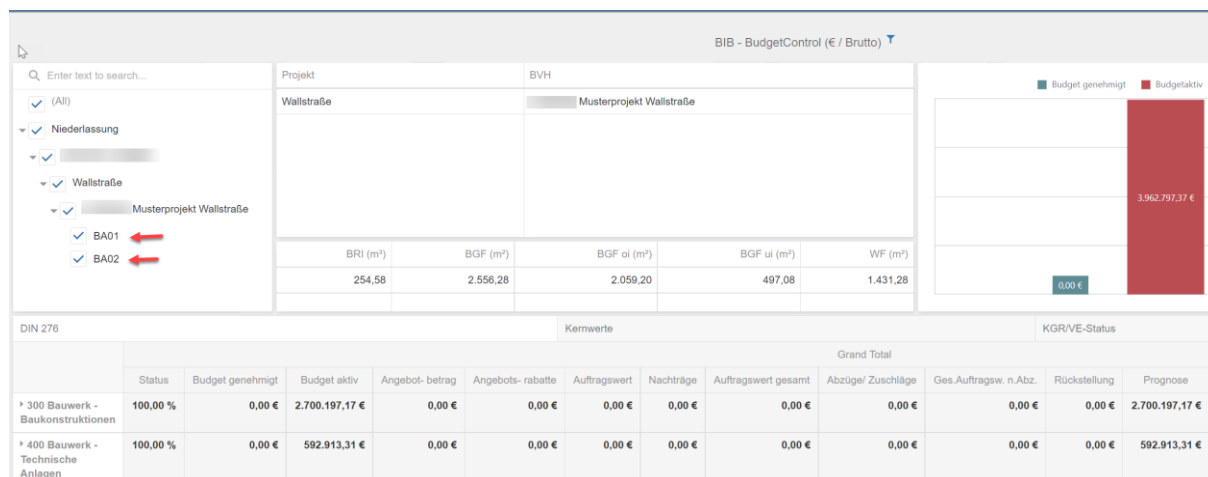 BIB - BudgetControl (€ / Brutto)
Enter text to search...
(All)
Niederlassung
Wallstraße
Musterprojekt Wallstraße
BA01
BA02
Projekt BVH
Wallstraße Musterprojekt Wallstraße
BRI (m³) BGF (m²) BGF oi (m²) BGF ui (m²) WF (m²)
254,58 2.556,28 2.059,20 497,08 1.431,28
Budget genehmigt Budgetaktiv
3.962.797,37 €
0,00 €
DIN 276 Kernwerte KGR/VE-Status
Grand Total
Status Budget genehmigt Budget aktiv Angebot- betrag Angebots- rabatte Auftragswert Nachträge Auftragswert gesamt Abzüge/ Zuschläge Ges.Auftragsw. n.Abz. Rückstellung Prognose
300 Bauwerk - Baukonstruktionen 100,00 % 0,00 € 2.700.197,17 € 0,00 € 0,00 € 0,00 € 0,00 € 0,00 € 0,00 € 0,00 € 0,00 € 2.700.197,17 €
400 Bauwerk - Technische Anlagen 100,00 % 0,00 € 592.913,31 € 0,00 € 0,00 € 0,00 € 0,00 € 0,00 € 0,00 € 0,00 € 0,00 € 592.913,31 €